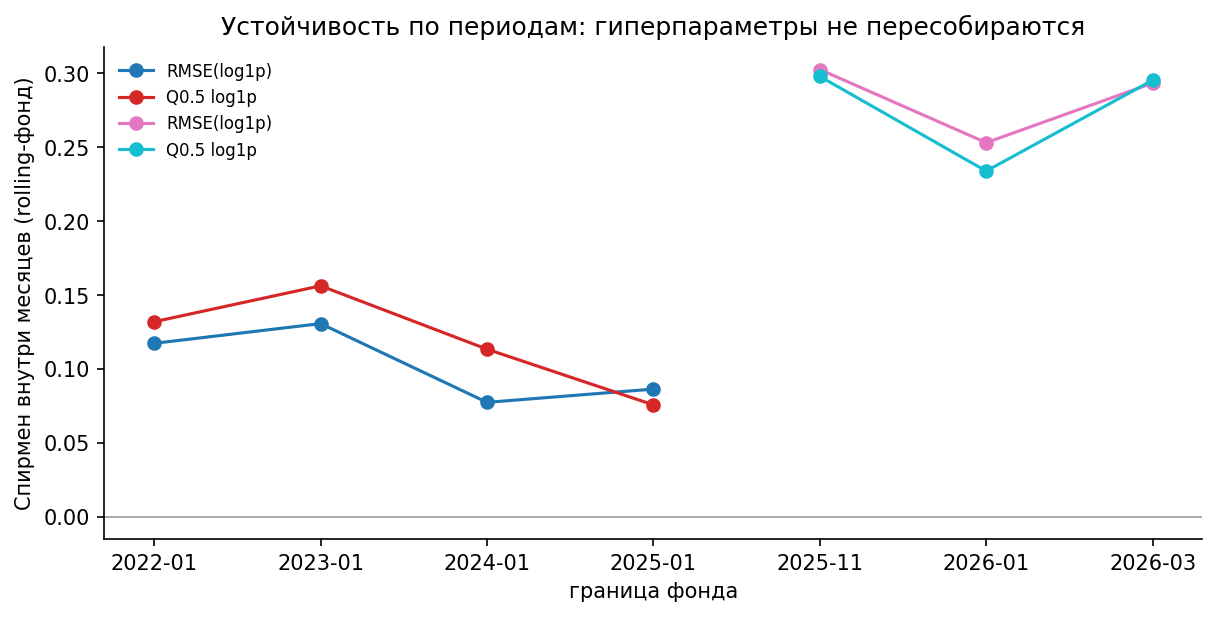 Устойчивость по периодам: гиперпараметры не пересобираются
RMSE(log1p)
Q0.5 log1p
RMSE(log1p)
Q0.5 log1p
Спирмен внутри месяцев (rolling-фонд)
0.30
0.25
0.20
0.15
0.10
0.05
0.00
2022-01 2023-01 2024-01 2025-01 2025-11 2026-01 2026-03
граница фонда